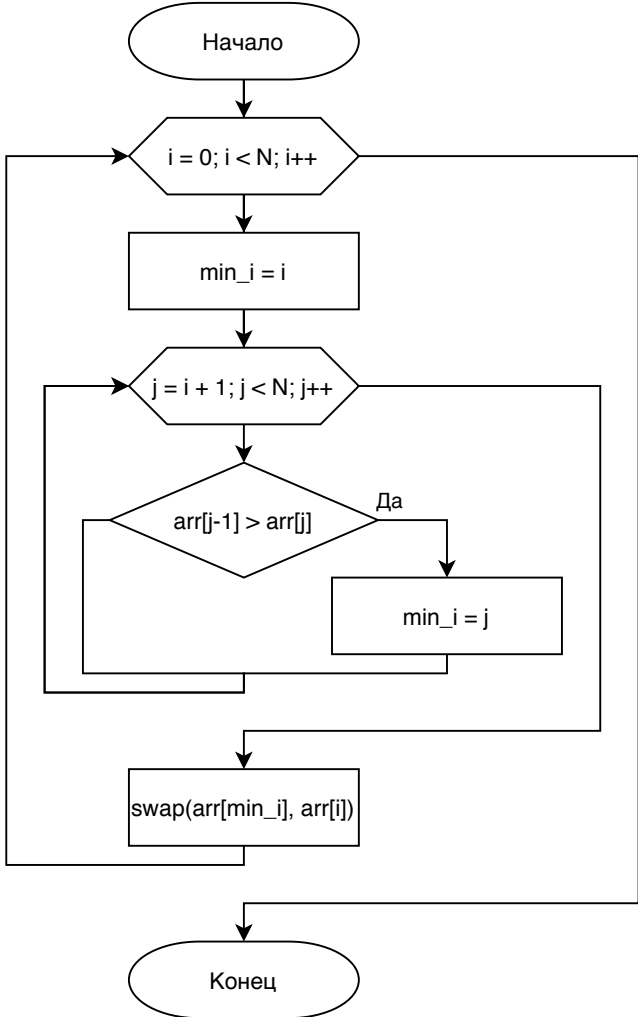 Начало
i = 0; i < N; i++
min_i = i
j = i + 1; j < N; j++
arr[j-1] > arr[j]
Да
min_i = j
swap(arr[min_i], arr[i])
Конец